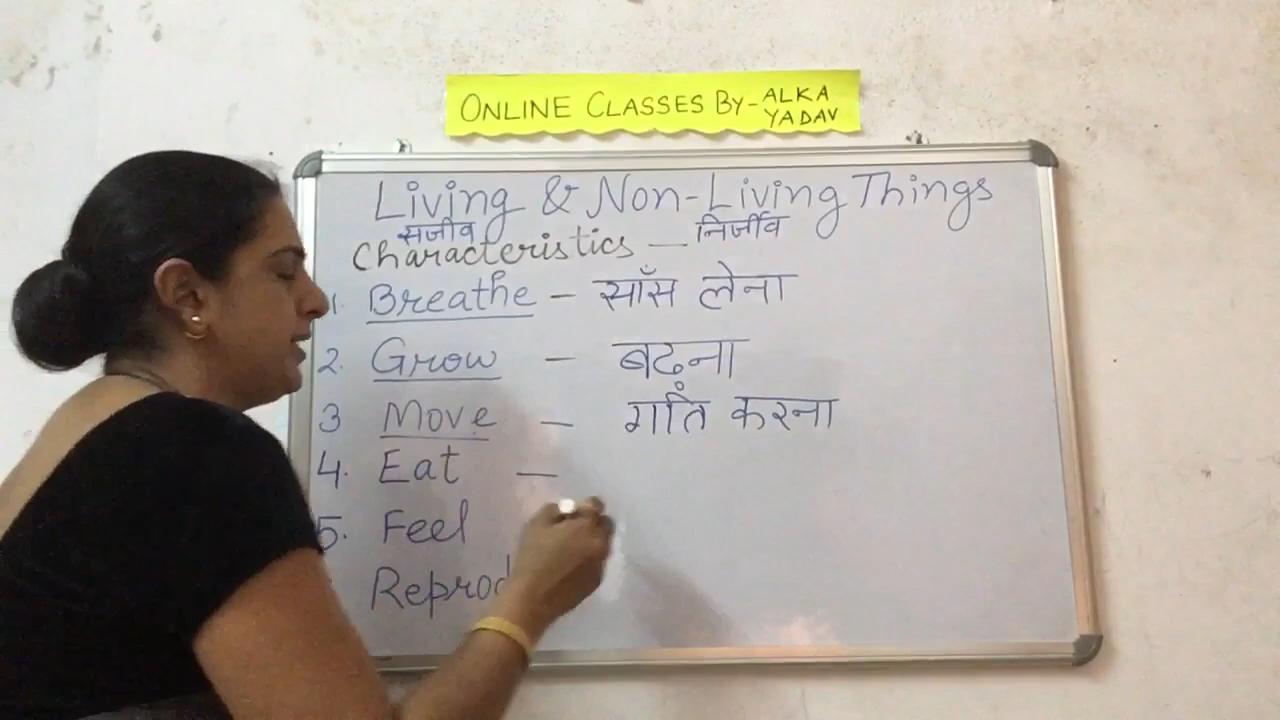 ONLINE CLASSES BY- ALKA YADAV
Living & Non-Living Things
सजीव निर्जीव
Characteristics —
1 Breathe – साँस लेना
2. Grow – बढना
3 Move – गतिं करना
4. Eat —
5. Feel